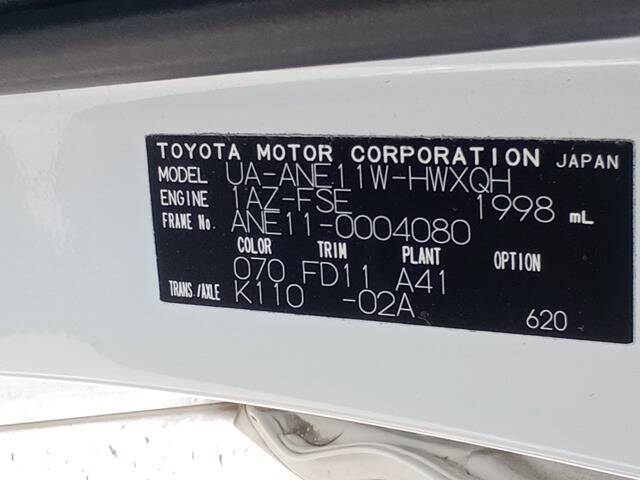 TOYOTA MOTOR CORPORATION JAPAN
MODEL UA-ANE11W-HWXQH
ENGINE 1AZ-FSE 1998 mL
FRAME No. ANE11-0004080
COLOR TRIM PLANT OPTION
070 FD11 A41
TRANS./AXLE K110 -02A 620